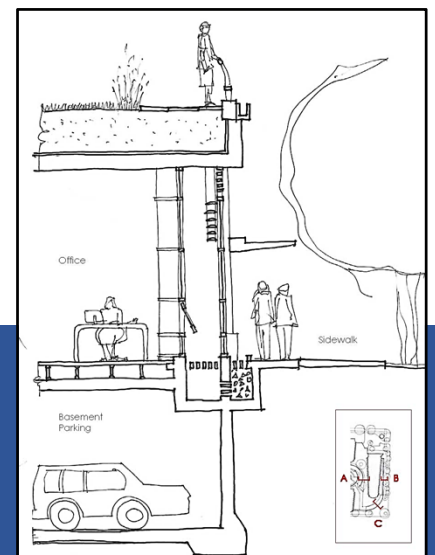 Office
Sidewalk
Basement
Parking
A
B
C